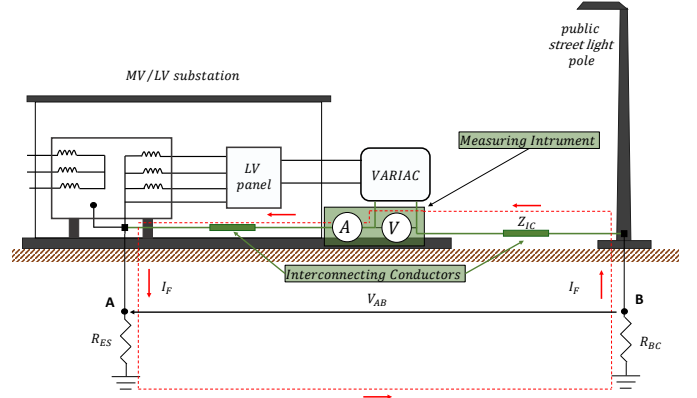 public
street light
pole
MV/LV substation
Measuring Intrument
LV
panel
VARIAC
A
V
Z_IC
Interconnecting Conductors
I_F
I_F
A
V_AB
B
R_ES
R_BC